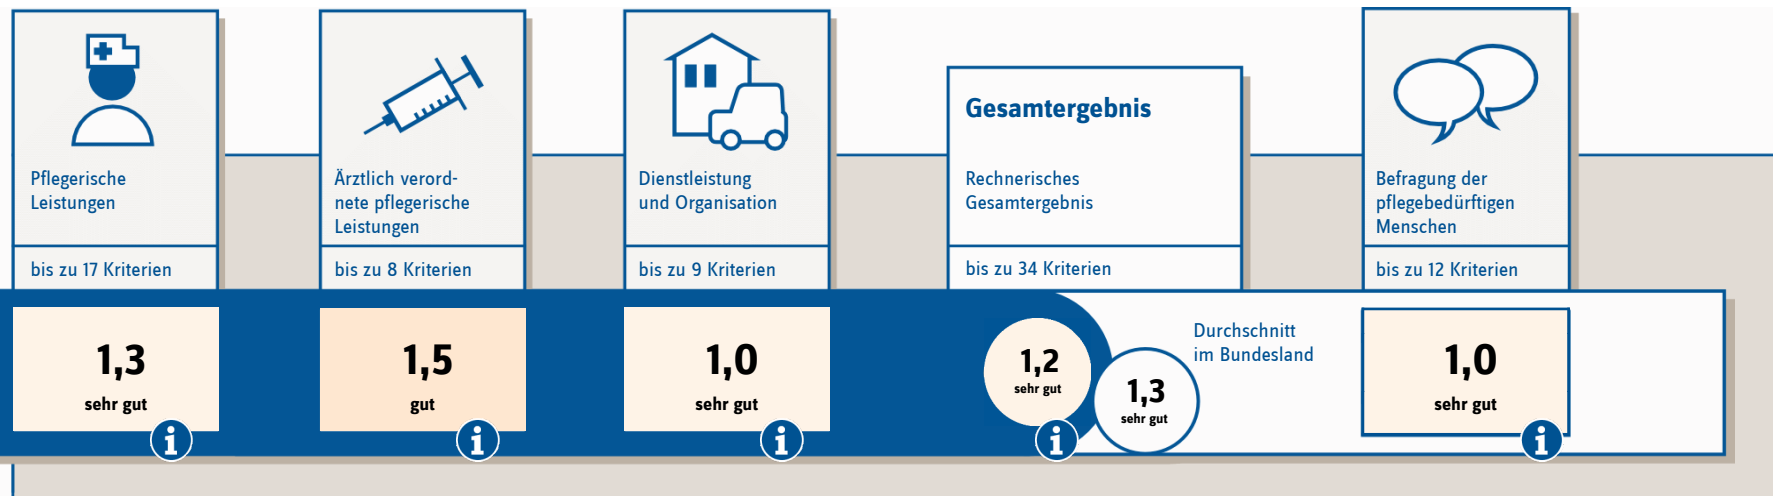 Pflegerische
Leistungen
bis zu 17 Kriterien
1,3
sehr gut
i
Ärztlich verord-
nete pflegerische
Leistungen
bis zu 8 Kriterien
1,5
gut
i
Dienstleistung
und Organisation
bis zu 9 Kriterien
1,0
sehr gut
i
Gesamtergebnis
Rechnerisches
Gesamtergebnis
bis zu 34 Kriterien
1,2
sehr gut
i
1,3
sehr gut
Durchschnitt
im Bundesland
Befragung der
pflegebedürftigen
Menschen
bis zu 12 Kriterien
1,0
sehr gut
i